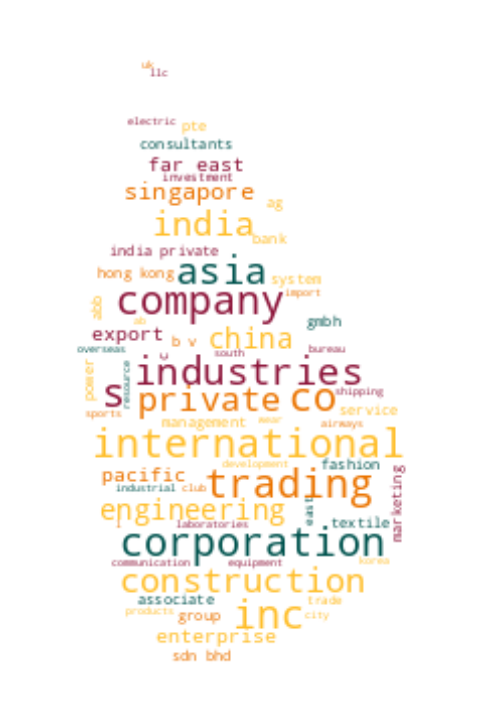 uk
llc
electric
pte
consultants
far east
investment
singapore
ag
india
bank
india private
asia
hong kong
system
company
import
abb
ab
gmbh
export
b v
china
overseas
c
south
bureau
industries
power
resource
s
private
co
shipping
service
sports
management
wear
airways
international
development
fashion
pacific
trading
marketing
industrial
club
engineering
east
laboratories
textile
corporation
communication
equipment
korea
construction
associate
trade
products
group
inc
city
enterprise
sdn bhd